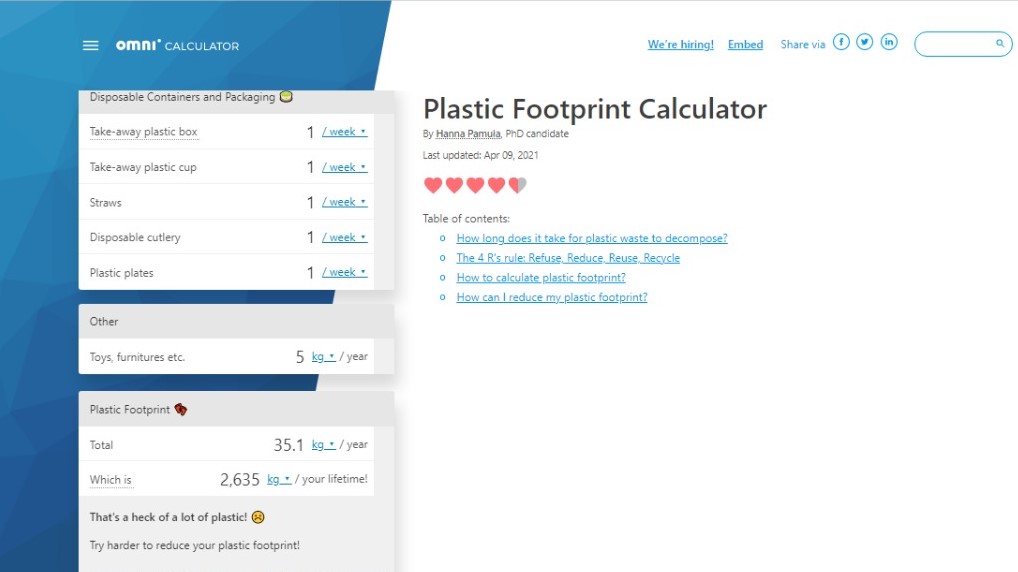 omni CALCULATOR
We're hiring! Embed Share via
Disposable Containers and Packaging
Take-away plastic box 1 / week
Take-away plastic cup 1 / week
Straws 1 / week
Disposable cutlery 1 / week
Plastic plates 1 / week
Other
Toys, furnitures etc. 5 kg / year
Plastic Footprint
Total 35.1 kg / year
Which is 2,635 kg / your lifetime!
That's a heck of a lot of plastic!
Try harder to reduce your plastic footprint!
Plastic Footprint Calculator
By Hanna Pamula, PhD candidate
Last updated: Apr 09, 2021
Table of contents:
How long does it take for plastic waste to decompose?
The 4 R's rule: Refuse, Reduce, Reuse, Recycle
How to calculate plastic footprint?
How can I reduce my plastic footprint?